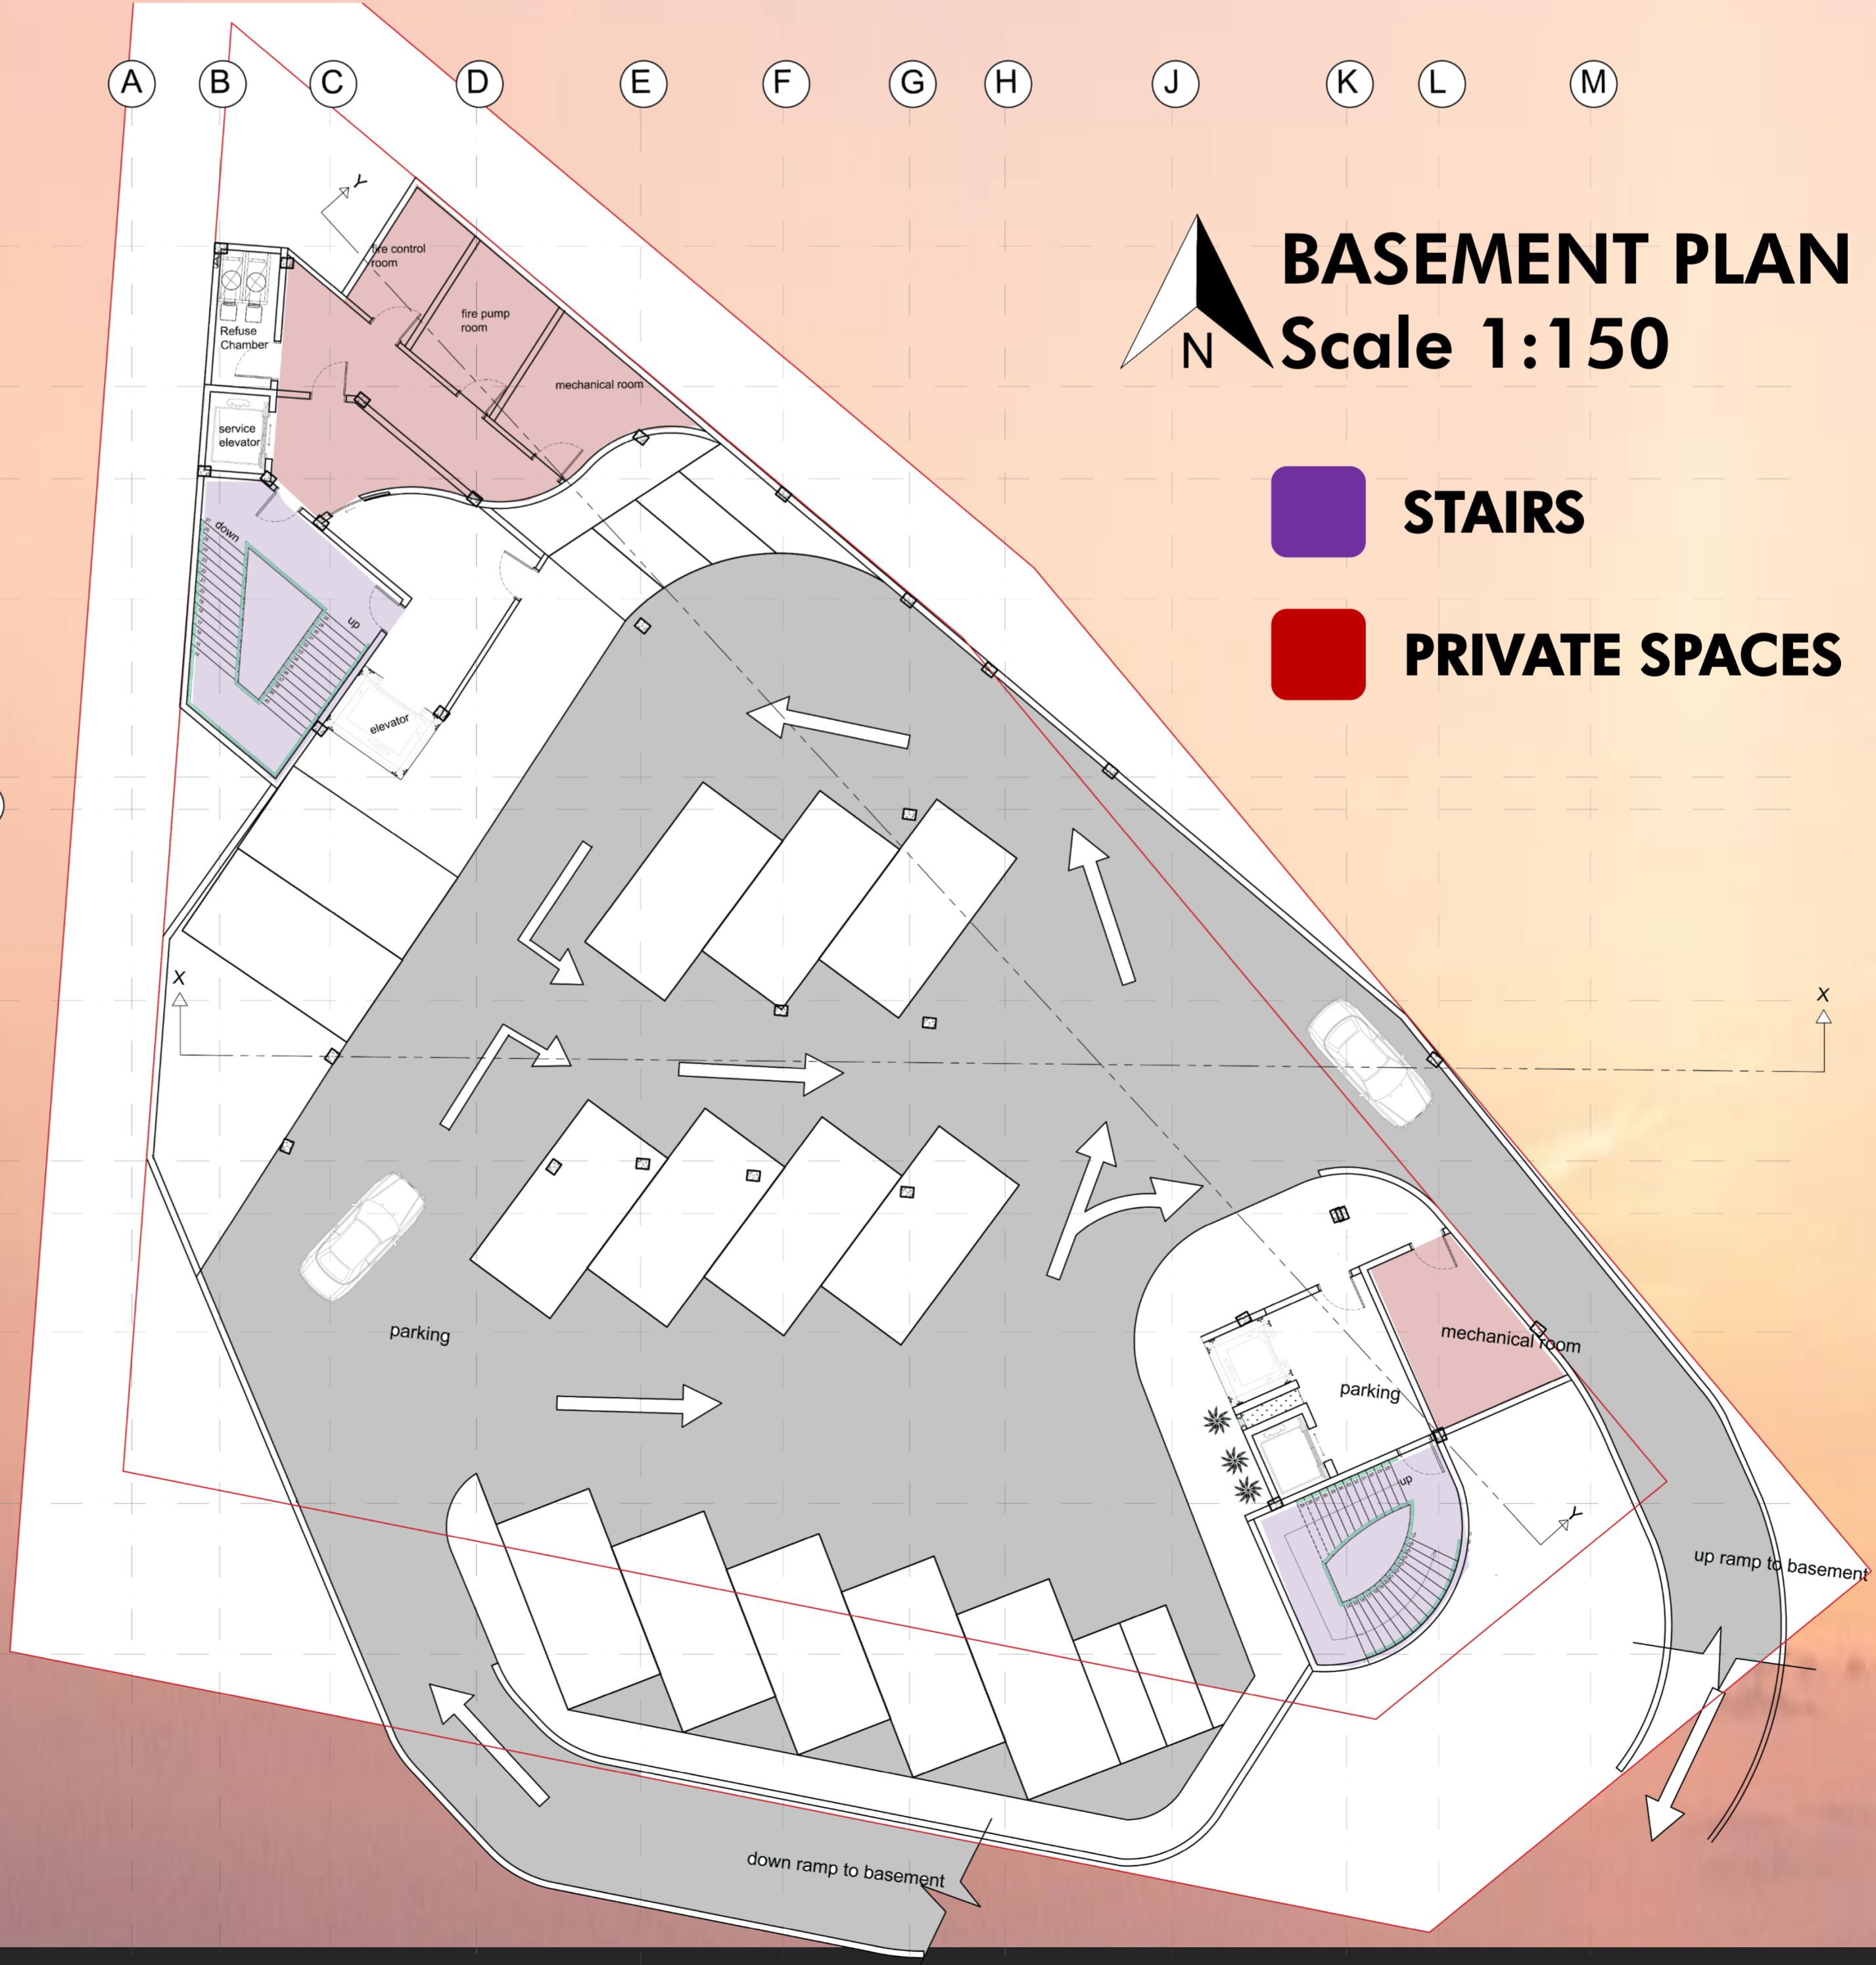 A B C D E F G H J K L M
Y
BASEMENT PLAN
Scale 1:150
N
fire control
room
fire pump
room
Refuse
Chamber
mechanical room
service
elevator
STAIRS
down
up
PRIVATE SPACES
elevator
X
X
parking
mechanical room
parking
up
Y
up ramp to basement
down ramp to basement